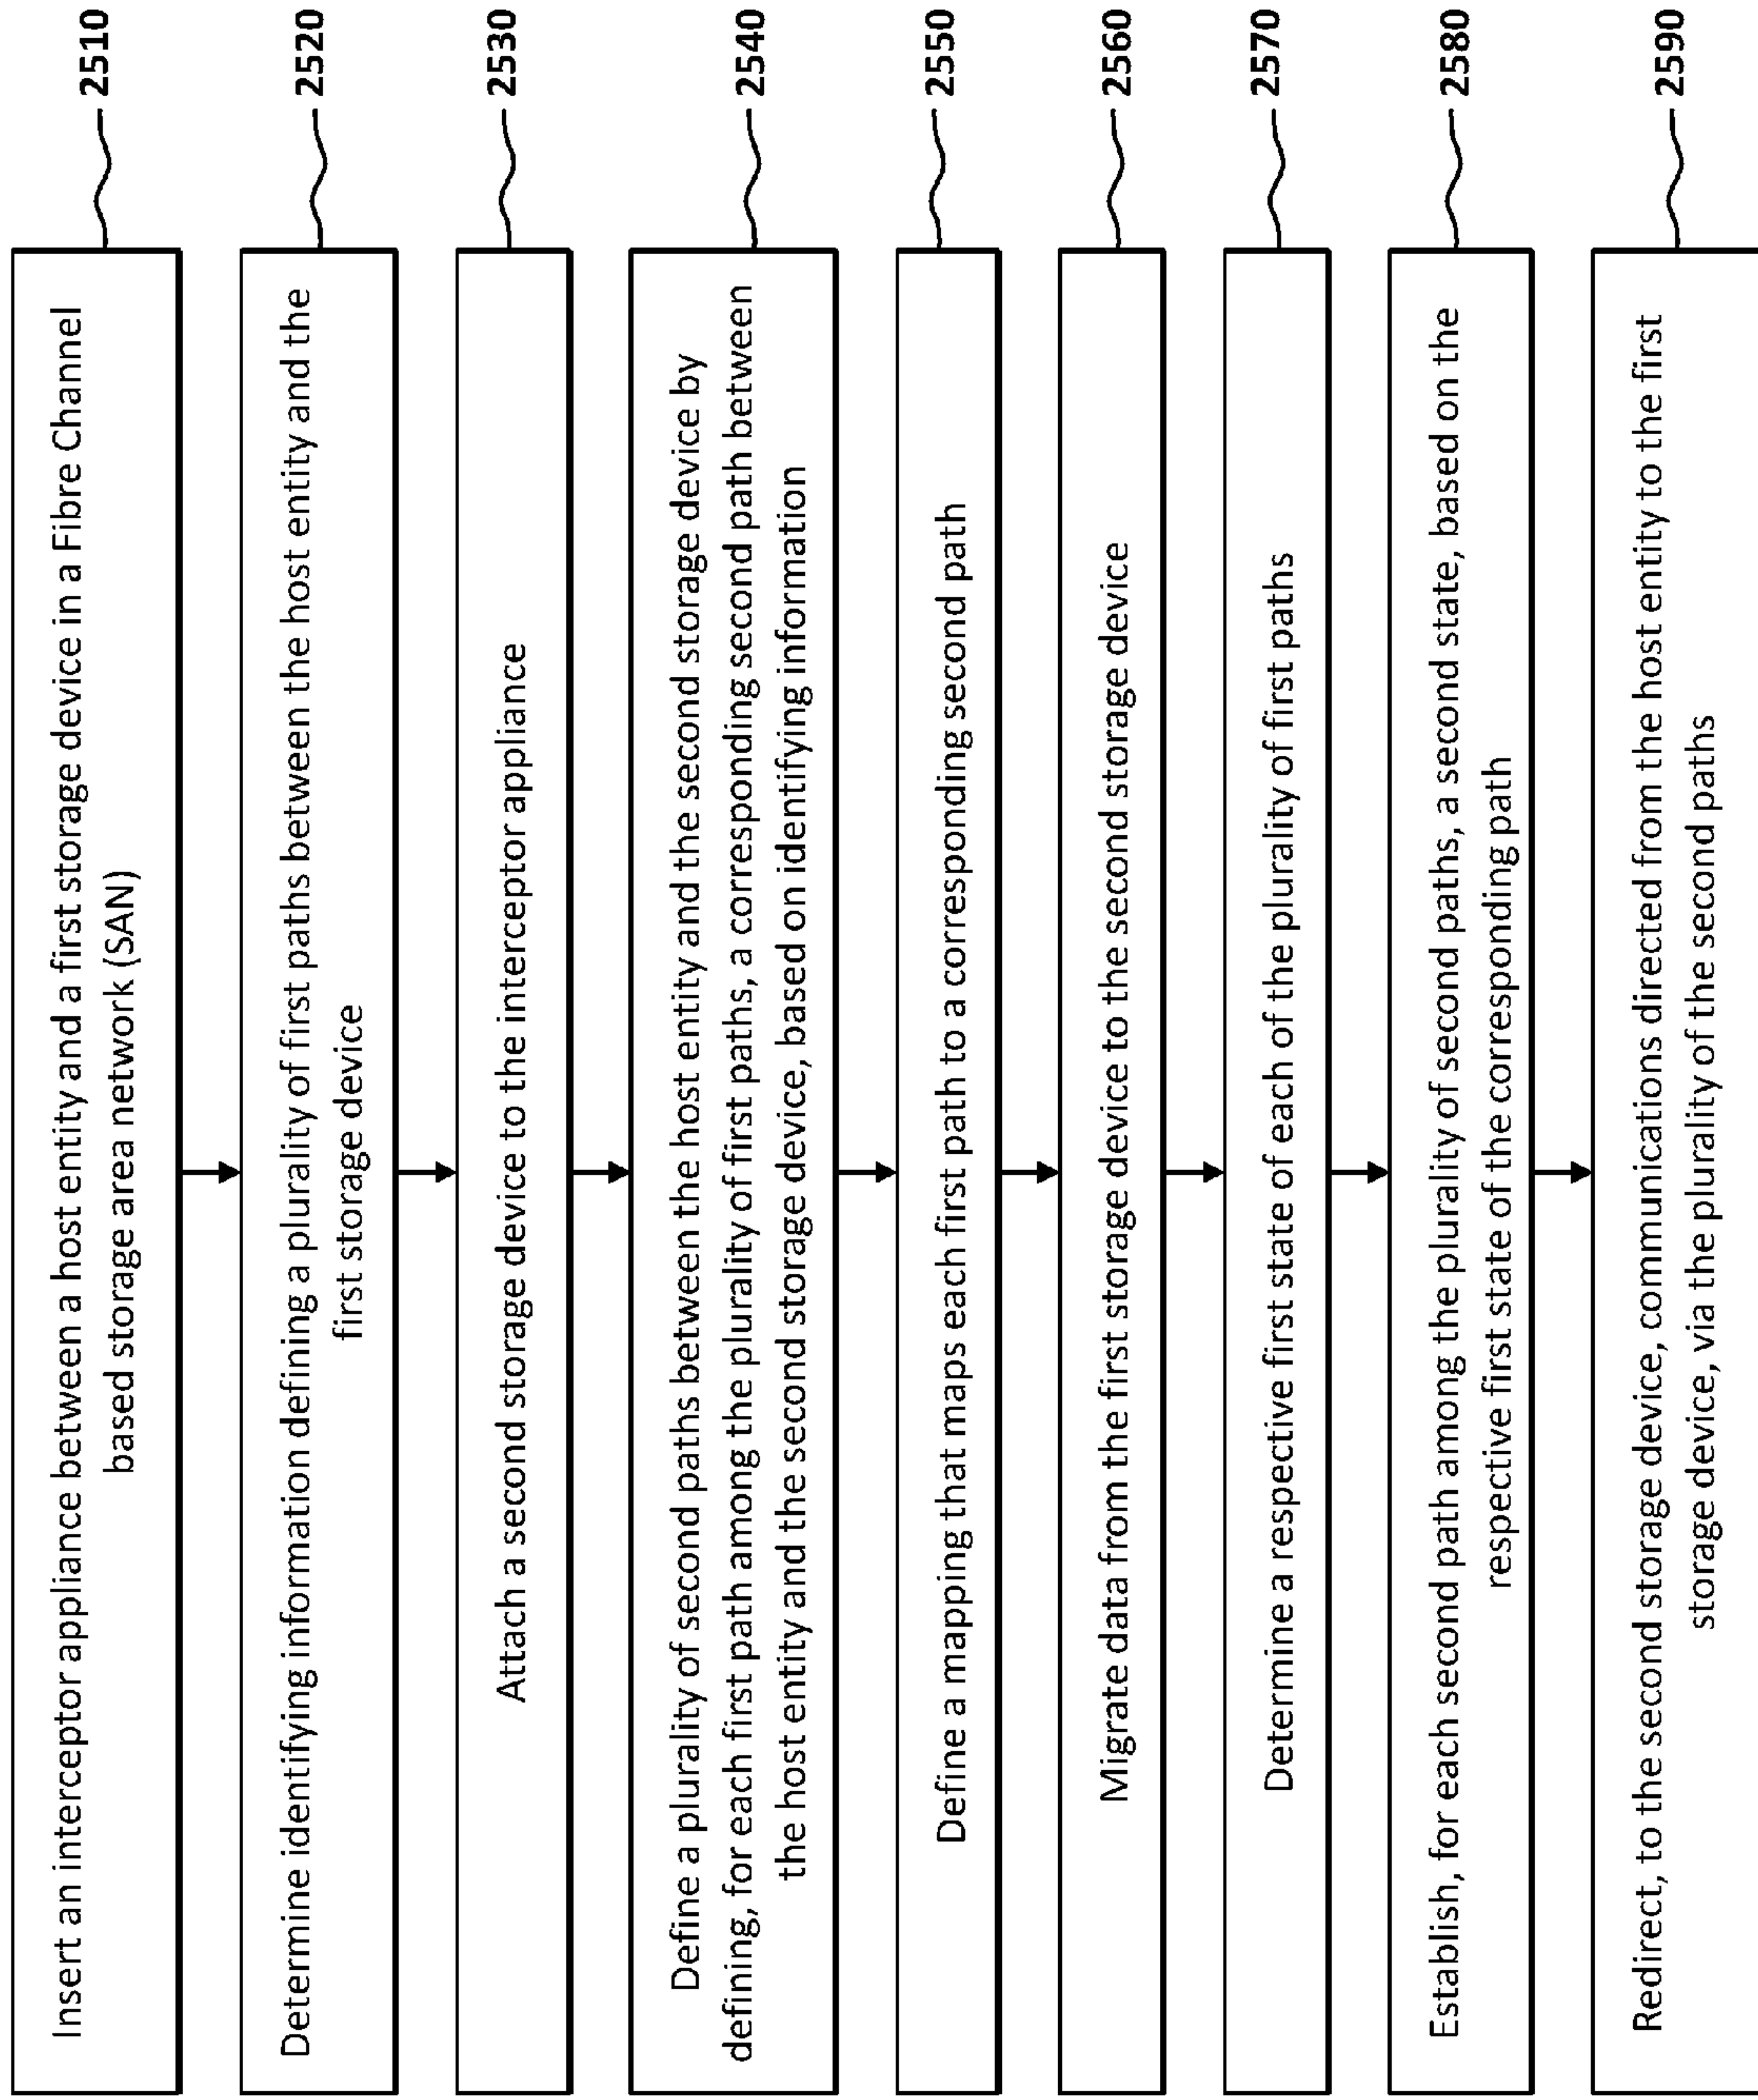 Insert an interceptor appliance between a host entity and a first storage device in a Fibre Channel
based storage area network (SAN)
2510
Determine identifying information defining a plurality of first paths between the host entity and the
first storage device
2520
Attach a second storage device to the interceptor appliance
2530
Define a plurality of second paths between the host entity and the second storage device by
defining, for each first path among the plurality of first paths, a corresponding second path between
the host entity and the second storage device, based on identifying information
2540
Define a mapping that maps each first path to a corresponding second path
2550
Migrate data from the first storage device to the second storage device
2560
Determine a respective first state of each of the plurality of first paths
2570
Establish, for each second path among the plurality of second paths, a second state, based on the
respective first state of the corresponding path
2580
Redirect, to the second storage device, communications directed from the host entity to the first
storage device, via the plurality of the second paths
2590